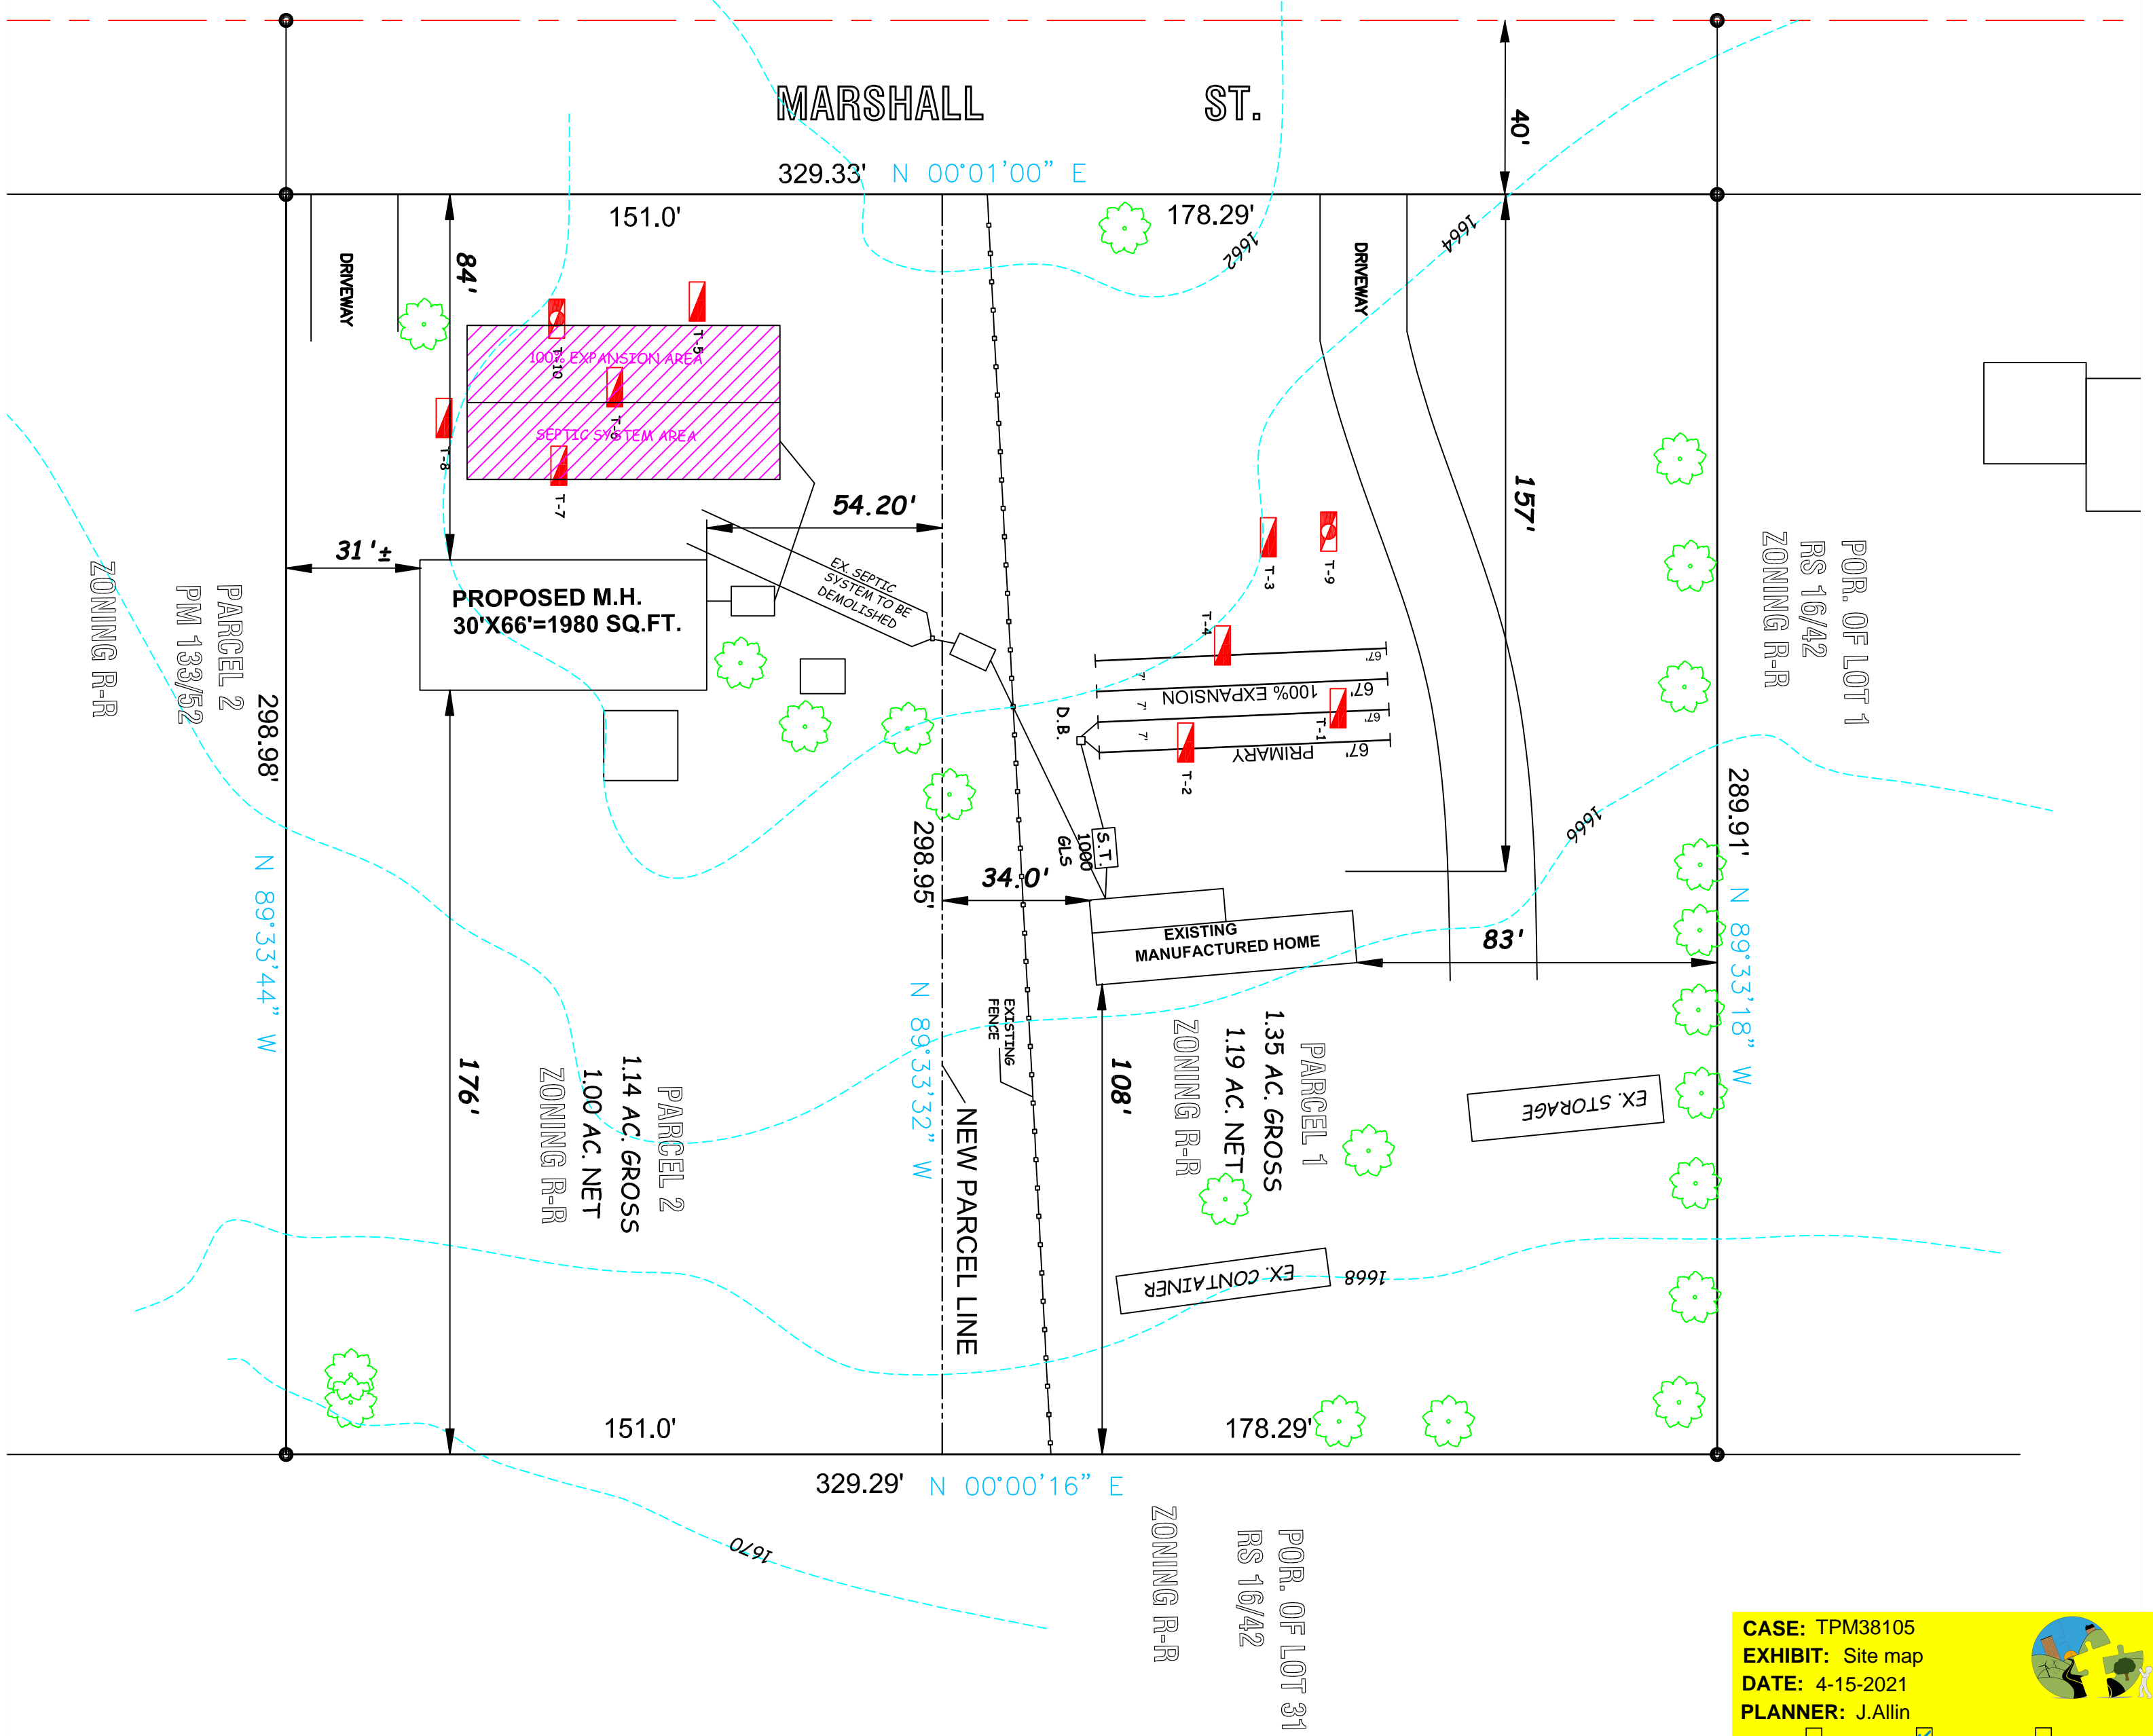 MARSHALL ST.
40'
329.33' N 00°01'00" E
151.0'
178.29'
1662
1664
DRIVEWAY
84'
DRIVEWAY
T-5
T-10
100% EXPANSION AREA
T-6
SEPTIC SYSTEM AREA
T-8
T-7
54.20'
157'
31'±
PROPOSED M.H.
30'X66'=1980 SQ.FT.
EX. SEPTIC
SYSTEM TO BE
DEMOLISHED
T-3
T-9
T-4
67'
7'
100% EXPANSION
67'
7'
67'
T-1
7'
PRIMARY
67'
T-2
D.B.
S.T.
1000
GLS
POR. OF LOT 1
RS 16/42
ZONING R-R
PARCEL 2
PM 133/52
ZONING R-R
298.98'
N 89°33'44" W
298.95'
N 89°33'32" W
289.91'
N 89°33'18" W
1666
34.0'
EXISTING
MANUFACTURED HOME
83'
EXISTING
FENCE
NEW PARCEL LINE
108'
176'
PARCEL 1
1.35 AC. GROSS
1.19 AC. NET
ZONING R-R
PARCEL 2
1.14 AC. GROSS
1.00 AC. NET
ZONING R-R
EX. STORAGE
EX. CONTAINER
1668
151.0'
178.29'
329.29' N 00°00'16" E
1670
POR. OF LOT 31
RS 16/42
ZONING R-R
CASE: TPM38105
EXHIBIT: Site map
DATE: 4-15-2021
PLANNER: J.Allin